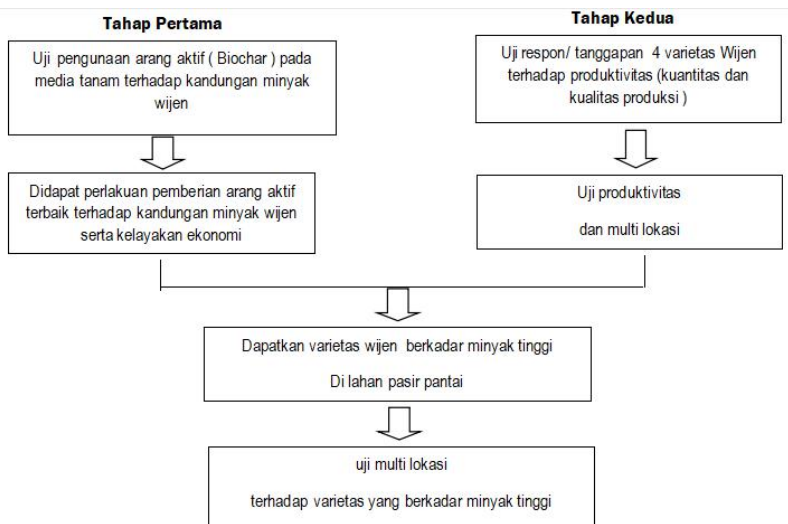 Tahap Pertama
Uji pengunaan arang aktif ( Biochar ) pada
media tanam terhadap kandungan minyak
wijen
Didapat perlakuan pemberian arang aktif
terbaik terhadap kandungan minyak wijen
serta kelayakan ekonomi
Tahap Kedua
Uji respon/ tanggapan 4 varietas Wijen
terhadap produktivitas (kuantitas dan
kualitas produksi )
Uji produktivitas
dan multi lokasi
Dapatkan varietas wijen berkadar minyak tinggi
Di lahan pasir pantai
uji multi lokasi
terhadap varietas yang berkadar minyak tinggi